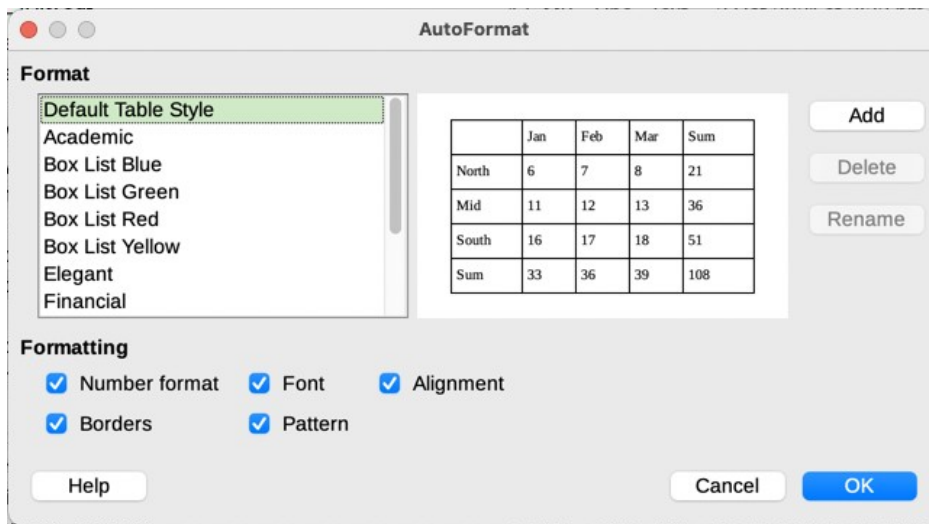 AutoFormat
Format
Default Table Style
Academic
Box List Blue
Box List Green
Box List Red
Box List Yellow
Elegant
Financial
Jan Feb Mar Sum
North 6 7 8 21
Mid 11 12 13 36
South 16 17 18 51
Sum 33 36 39 108
Add
Delete
Rename
Formatting
Number format Font Alignment
Borders Pattern
Help Cancel OK